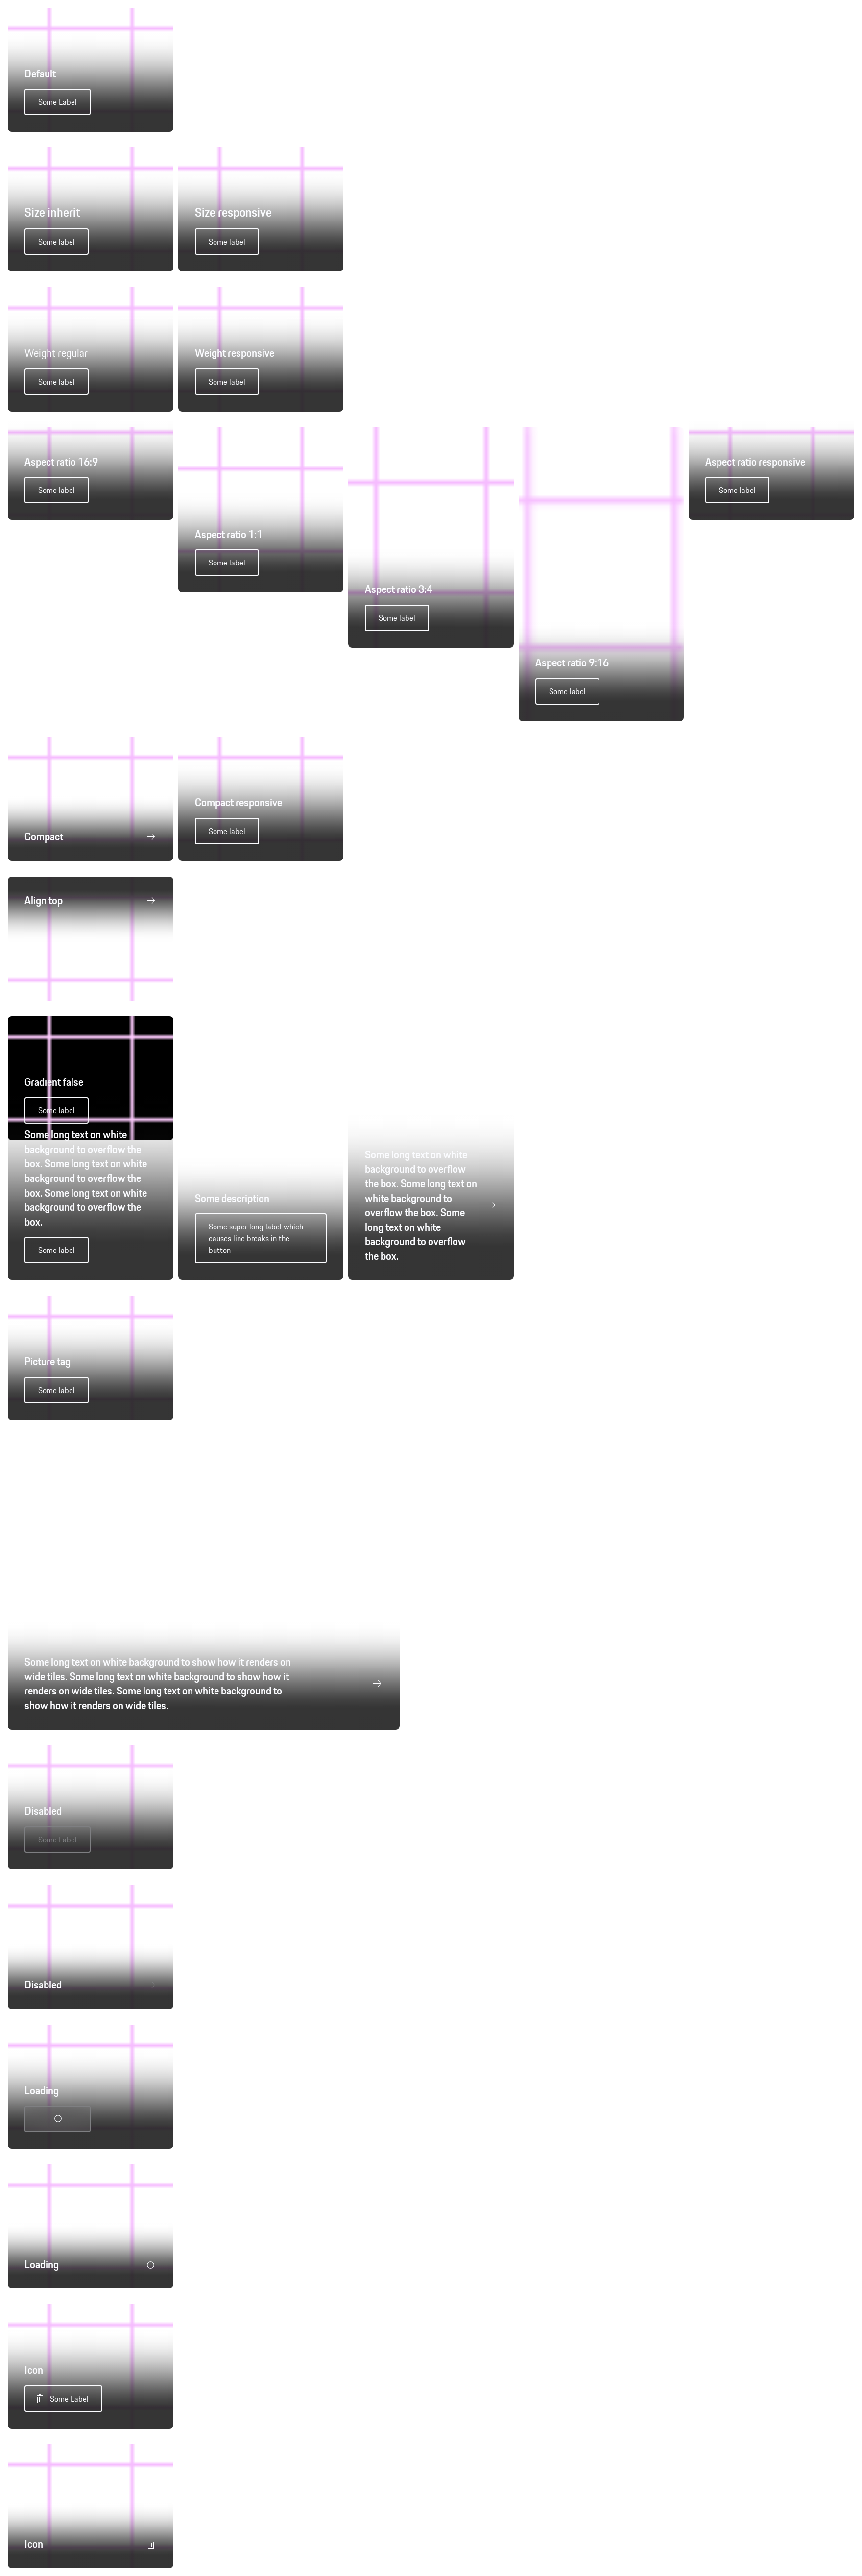 Default
Some Label
Size inherit
Size responsive
Some label
Some label
Weight regular
Weight responsive
Some label
Some label
Aspect ratio 16:9
Some label
Aspect ratio 1:1
Some label
Aspect ratio 3:4
Some label
Aspect ratio 9:16
Some label
Aspect ratio responsive
Some label
Compact
Compact responsive
Some label
Align top
Gradient false
Some label
Some long text on white
background to overflow the
box. Some long text on white
background to overflow the
box. Some long text on white
background to overflow the
box.
Some label
Some description
Some super long label which
causes line breaks in the
button
Some long text on white
background to overflow
the box. Some long text on
white background to
overflow the box. Some
long text on white
background to overflow
the box.
Picture tag
Some label
Some long text on white background to show how it renders on
wide tiles. Some long text on white background to show how it
renders on wide tiles. Some long text on white background to
show how it renders on wide tiles.
Disabled
Some Label
Disabled
Loading
Loading
Icon
Some Label
Icon